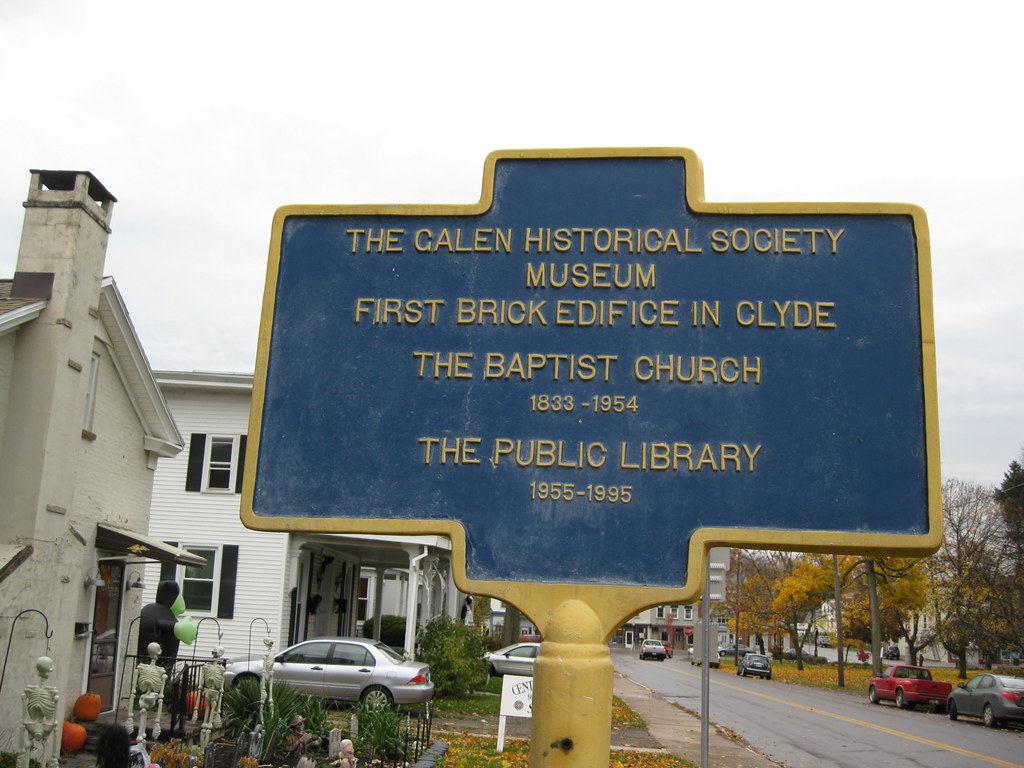 THE GALEN HISTORICAL SOCIETY
MUSEUM
FIRST BRICK EDIFICE IN CLYDE
THE BAPTIST CHURCH
1833 - 1954
THE PUBLIC LIBRARY
1955 - 1995